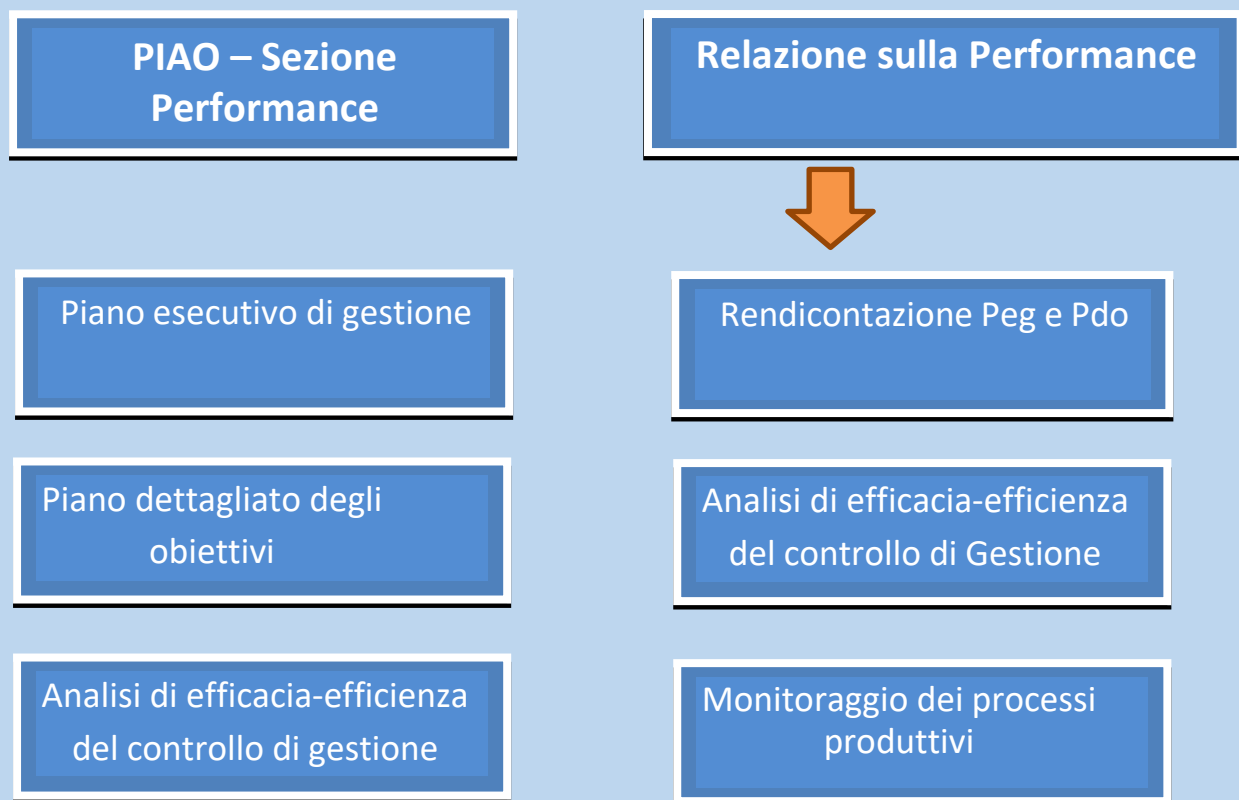 PIAO – Sezione
Performance
Piano esecutivo di gestione
Piano dettagliato degli
obiettivi
Analisi di efficacia-efficienza
del controllo di gestione
Relazione sulla Performance
Rendicontazione Peg e Pdo
Analisi di efficacia-efficienza
del controllo di Gestione
Monitoraggio dei processi
produttivi